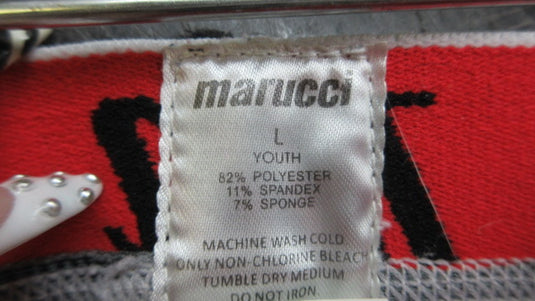 marucci
L
YOUTH
82% POLYESTER
11% SPANDEX
7% SPONGE
MACHINE WASH COLD
ONLY NON-CHLORINE BLEACH
TUMBLE DRY MEDIUM
DO NOT IRON